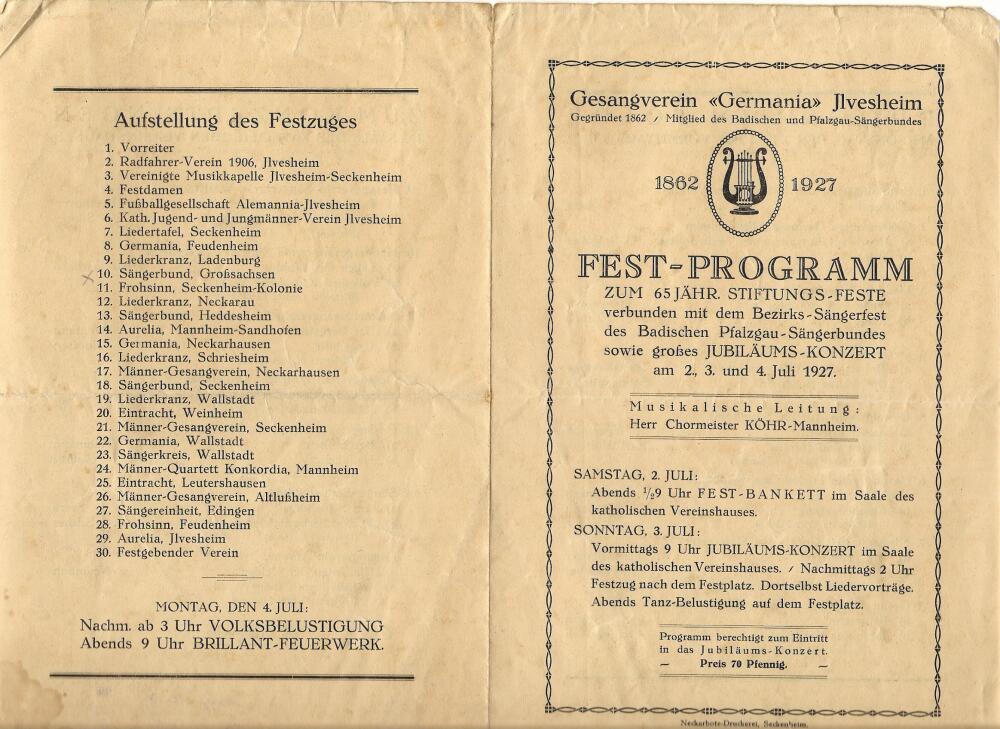 Aufstellung des Festzuges
1. Vorreiter
2. Radfahrer-Verein 1906, Jlvesheim
3. Vereinigte Musikkapelle Jlvesheim-Seckenheim
4. Festdamen
5. Fußballgesellschaft Alemannia-Jlvesheim
6. Kath. Jugend- und Jungmänner-Verein Jlvesheim
7. Liedertafel, Seckenheim
8. Germania, Feudenheim
9. Liederkranz, Ladenburg
10. Sängerbund, Großsachsen
11. Frohsinn, Seckenheim-Kolonie
12. Liederkranz, Neckarau
13. Sängerbund, Heddesheim
14. Aurelia, Mannheim-Sandhofen
15. Germania, Neckarhausen
16. Liederkranz, Schriesheim
17. Männer-Gesangverein, Neckarhausen
18. Sängerbund, Seckenheim
19. Liederkranz, Wallstadt
20. Eintracht, Weinheim
21. Männer-Gesangverein, Seckenheim
22. Germania, Wallstadt
23. Sängerkreis, Wallstadt
24. Männer-Quartett Konkordia, Mannheim
25. Eintracht, Leutershausen
26. Männer-Gesangverein, Altlußheim
27. Sängereinheit, Edingen
28. Frohsinn, Feudenheim
29. Aurelia, Jlvesheim
30. Festgebender Verein
MONTAG, DEN 4. JULI:
Nachm. ab 3 Uhr VOLKSBELUSTIGUNG
Abends 9 Uhr BRILLANT-FEUERWERK.
Gesangverein «Germania» Jlvesheim
Gegründet 1862 / Mitglied des Badischen und Pfalzgau-Sängerbundes
1862 1927
FEST-PROGRAMM
ZUM 65 JÄHR. STIFTUNGS-FESTE
verbunden mit dem Bezirks-Sängerfest
des Badischen Pfalzgau-Sängerbundes
sowie großes JUBILÄUMS-KONZERT
am 2., 3. und 4. Juli 1927.
Musikalische Leitung:
Herr Chormeister KÖHR-Mannheim.
SAMSTAG, 2. JULI:
Abends ½9 Uhr FEST-BANKETT im Saale des
katholischen Vereinshauses.
SONNTAG, 3. JULI:
Vormittags 9 Uhr JUBILÄUMS-KONZERT im Saale
des katholischen Vereinshauses. / Nachmittags 2 Uhr
Festzug nach dem Festplatz. Dortselbst Liedervorträge.
Abends Tanz-Belustigung auf dem Festplatz.
Programm berechtigt zum Eintritt
in das Jubiläums-Konzert.
— Preis 70 Pfennig. —
Neckarbote-Druckerei, Seckenheim.